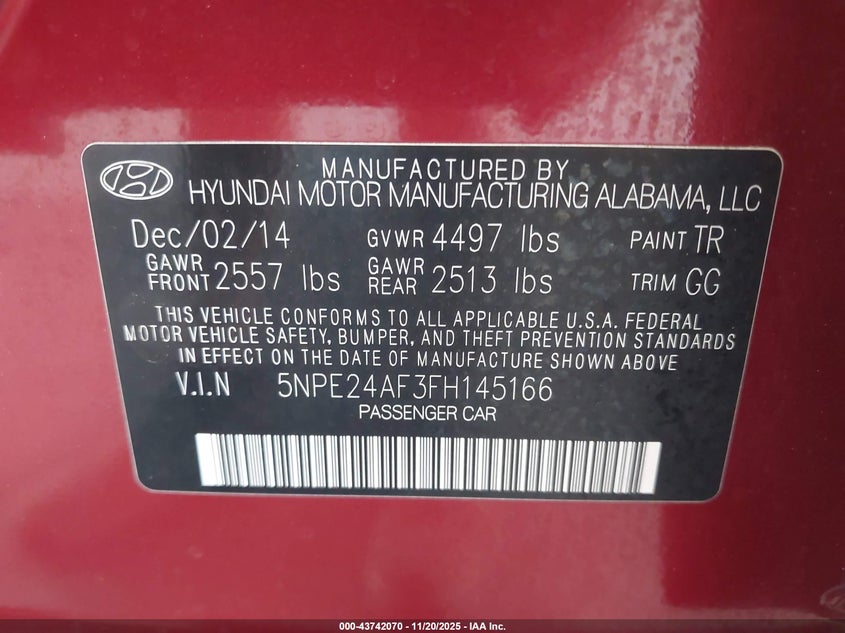 MANUFACTURED BY
HYUNDAI MOTOR MANUFACTURING ALABAMA, LLC
Dec/02/14 GVWR 4497 lbs PAINT TR
GAWR FRONT 2557 lbs GAWR REAR 2513 lbs TRIM GG
THIS VEHICLE CONFORMS TO ALL APPLICABLE U.S.A. FEDERAL
MOTOR VEHICLE SAFETY, BUMPER, AND THEFT PREVENTION STANDARDS
IN EFFECT ON THE DATE OF MANUFACTURE SHOWN ABOVE
V.I.N 5NPE24AF3FH145166
PASSENGER CAR
000-43742070 - 11/20/2025 - IAA Inc.